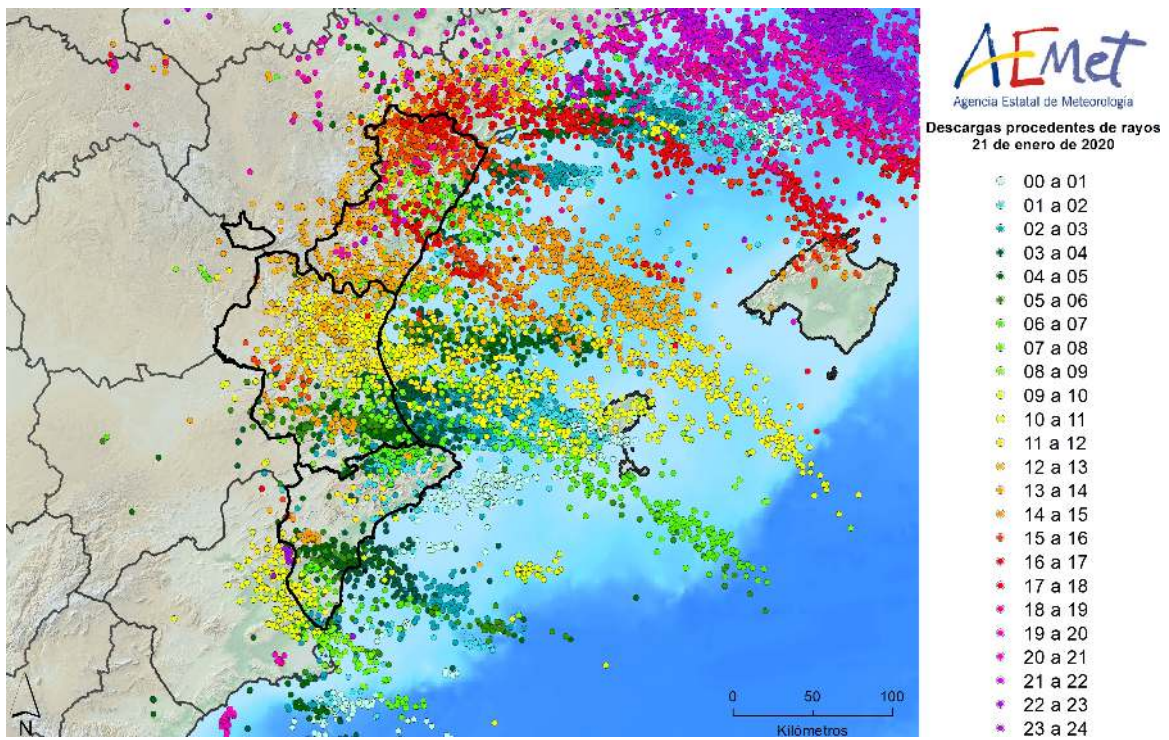 AEMet
Agencia Estatal de Meteorología
Descargas procedentes de rayos
21 de enero de 2020
00 a 01
01 a 02
02 a 03
03 a 04
04 a 05
05 a 06
06 a 07
07 a 08
08 a 09
09 a 10
10 a 11
11 a 12
12 a 13
13 a 14
14 a 15
15 a 16
16 a 17
17 a 18
18 a 19
19 a 20
20 a 21
21 a 22
22 a 23
23 a 24
N
0 50 100
Kilómetros